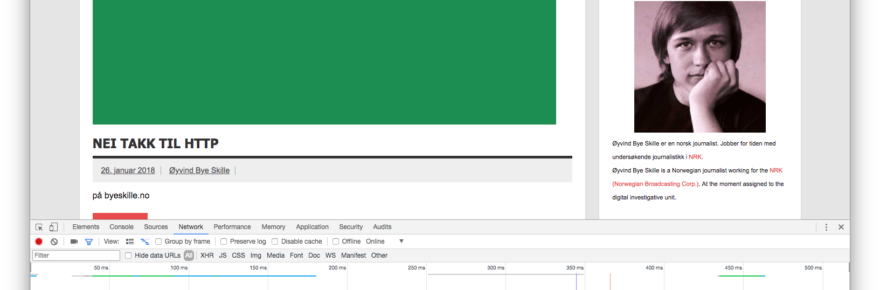 NEI TAKK TIL HTTP
26. januar 2018 | Øyvind Bye Skille |
på byeskille.no
Øyvind Bye Skille er en norsk journalist. Jobber for tiden med
undersøkende journalistikk i NRK.
Øyvind Bye Skille is a Norwegian journalist working for the NRK
(Norwegian Broadcasting Corp.). At the moment assigned to the
digital investigative unit.
Elements Console Sources Network Performance Memory Application Security Audits
View: Group by frame Preserve log Disable cache Offline Online
Filter Hide data URLs All XHR JS CSS Img Media Font Doc WS Manifest Other
50 ms 100 ms 150 ms 200 ms 250 ms 300 ms 350 ms 400 ms 450 ms 500 ms